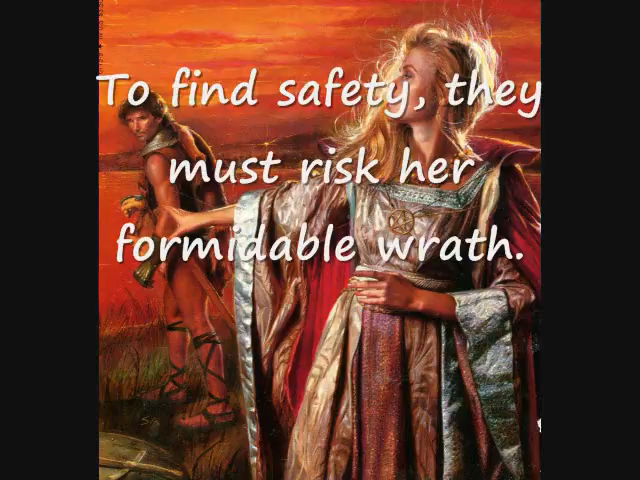 To find safety, they
must risk her
formidable wrath.